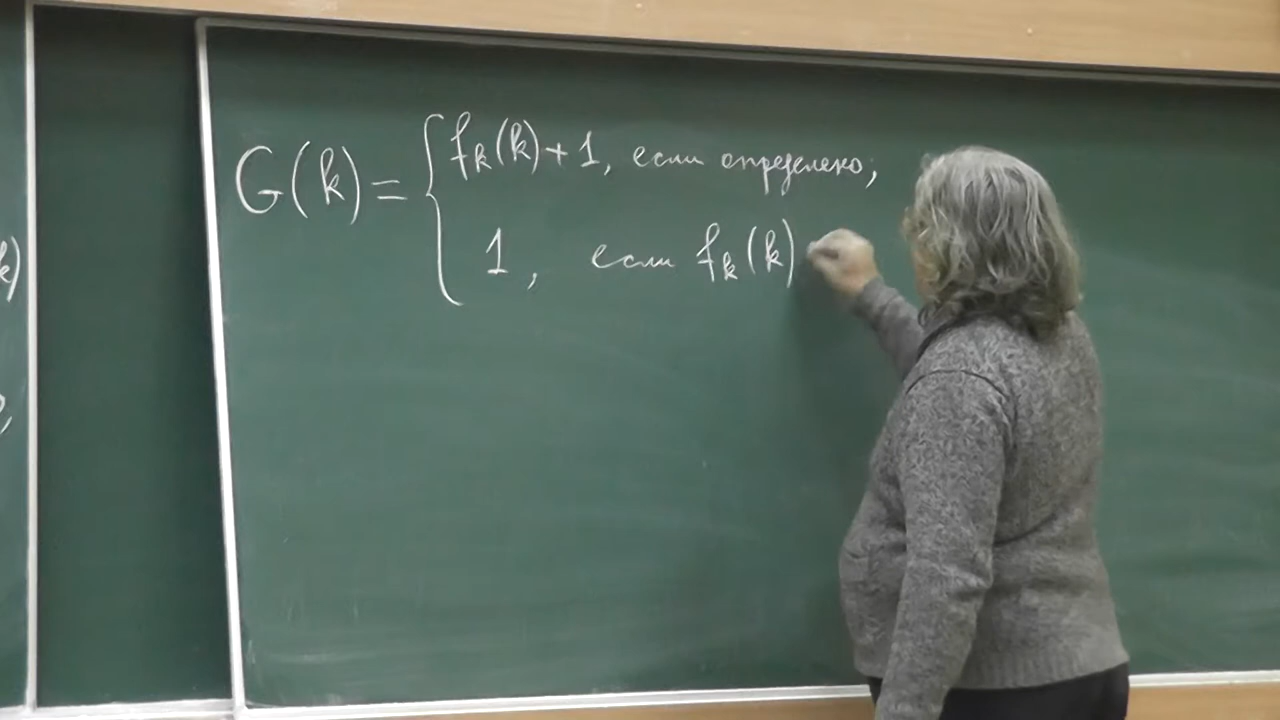 k)
G(k) = { f_k(k) + 1, если определено;
1, если f_k(k)